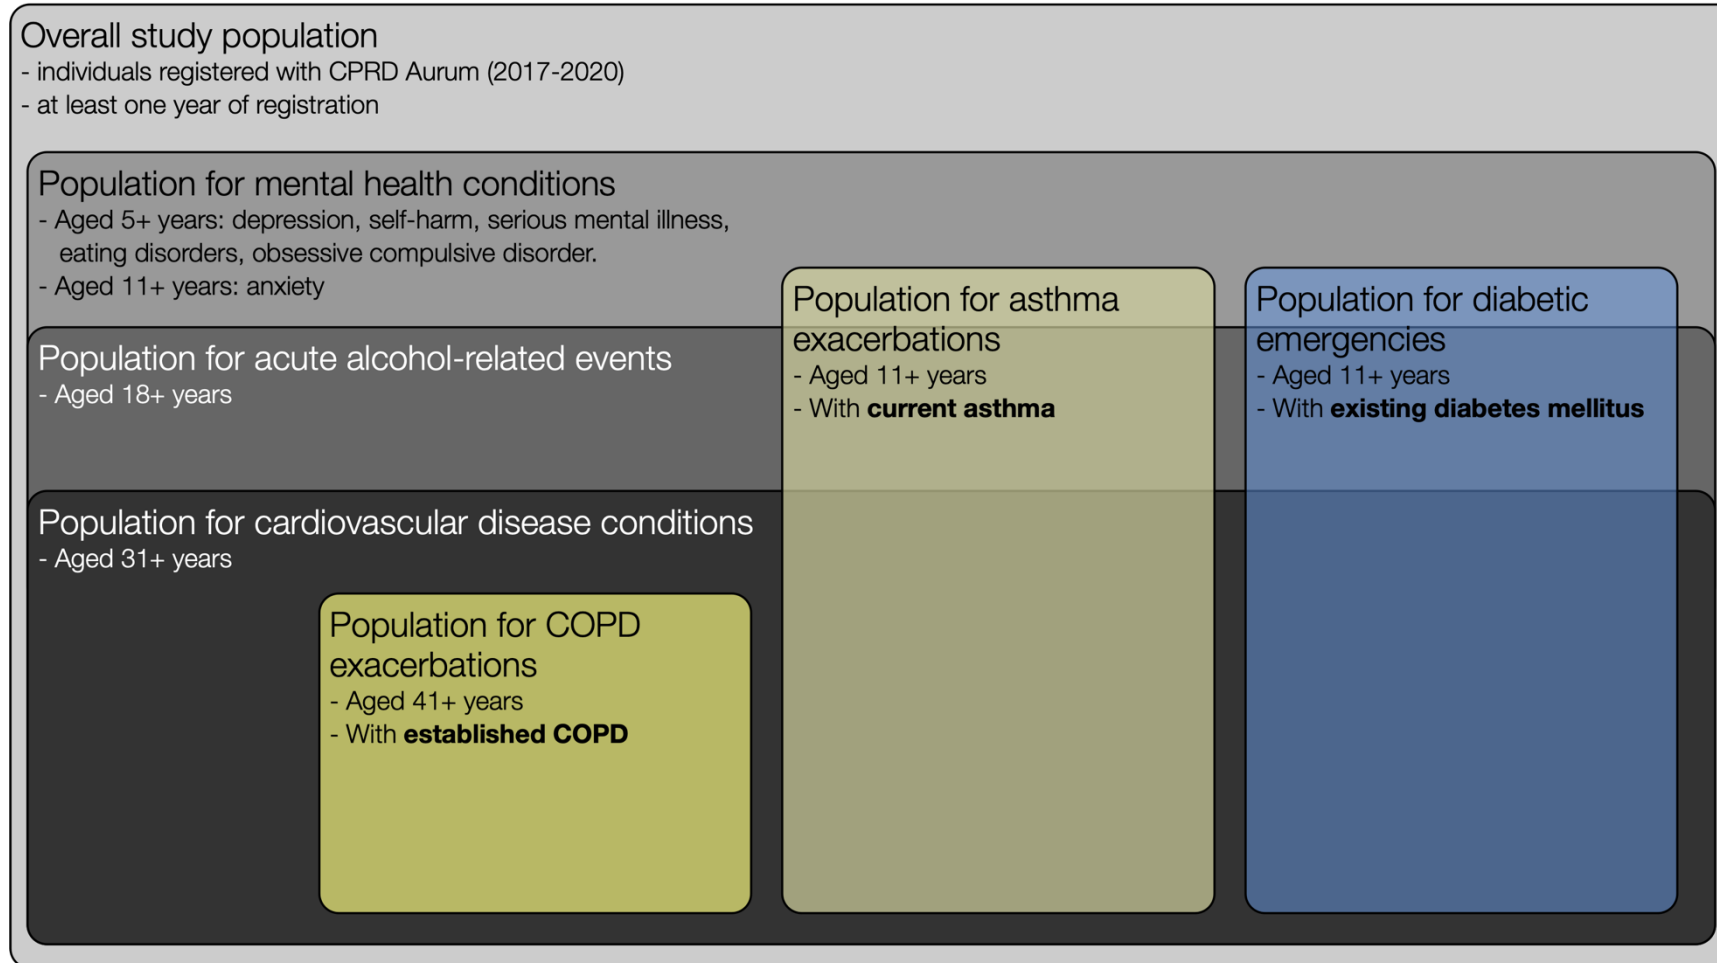 Overall study population
- individuals registered with CPRD Aurum (2017-2020)
- at least one year of registration
Population for mental health conditions
- Aged 5+ years: depression, self-harm, serious mental illness,
eating disorders, obsessive compulsive disorder.
- Aged 11+ years: anxiety
Population for acute alcohol-related events
- Aged 18+ years
Population for cardiovascular disease conditions
- Aged 31+ years
Population for COPD
exacerbations
- Aged 41+ years
- With established COPD
Population for asthma
exacerbations
- Aged 11+ years
- With current asthma
Population for diabetic
emergencies
- Aged 11+ years
- With existing diabetes mellitus